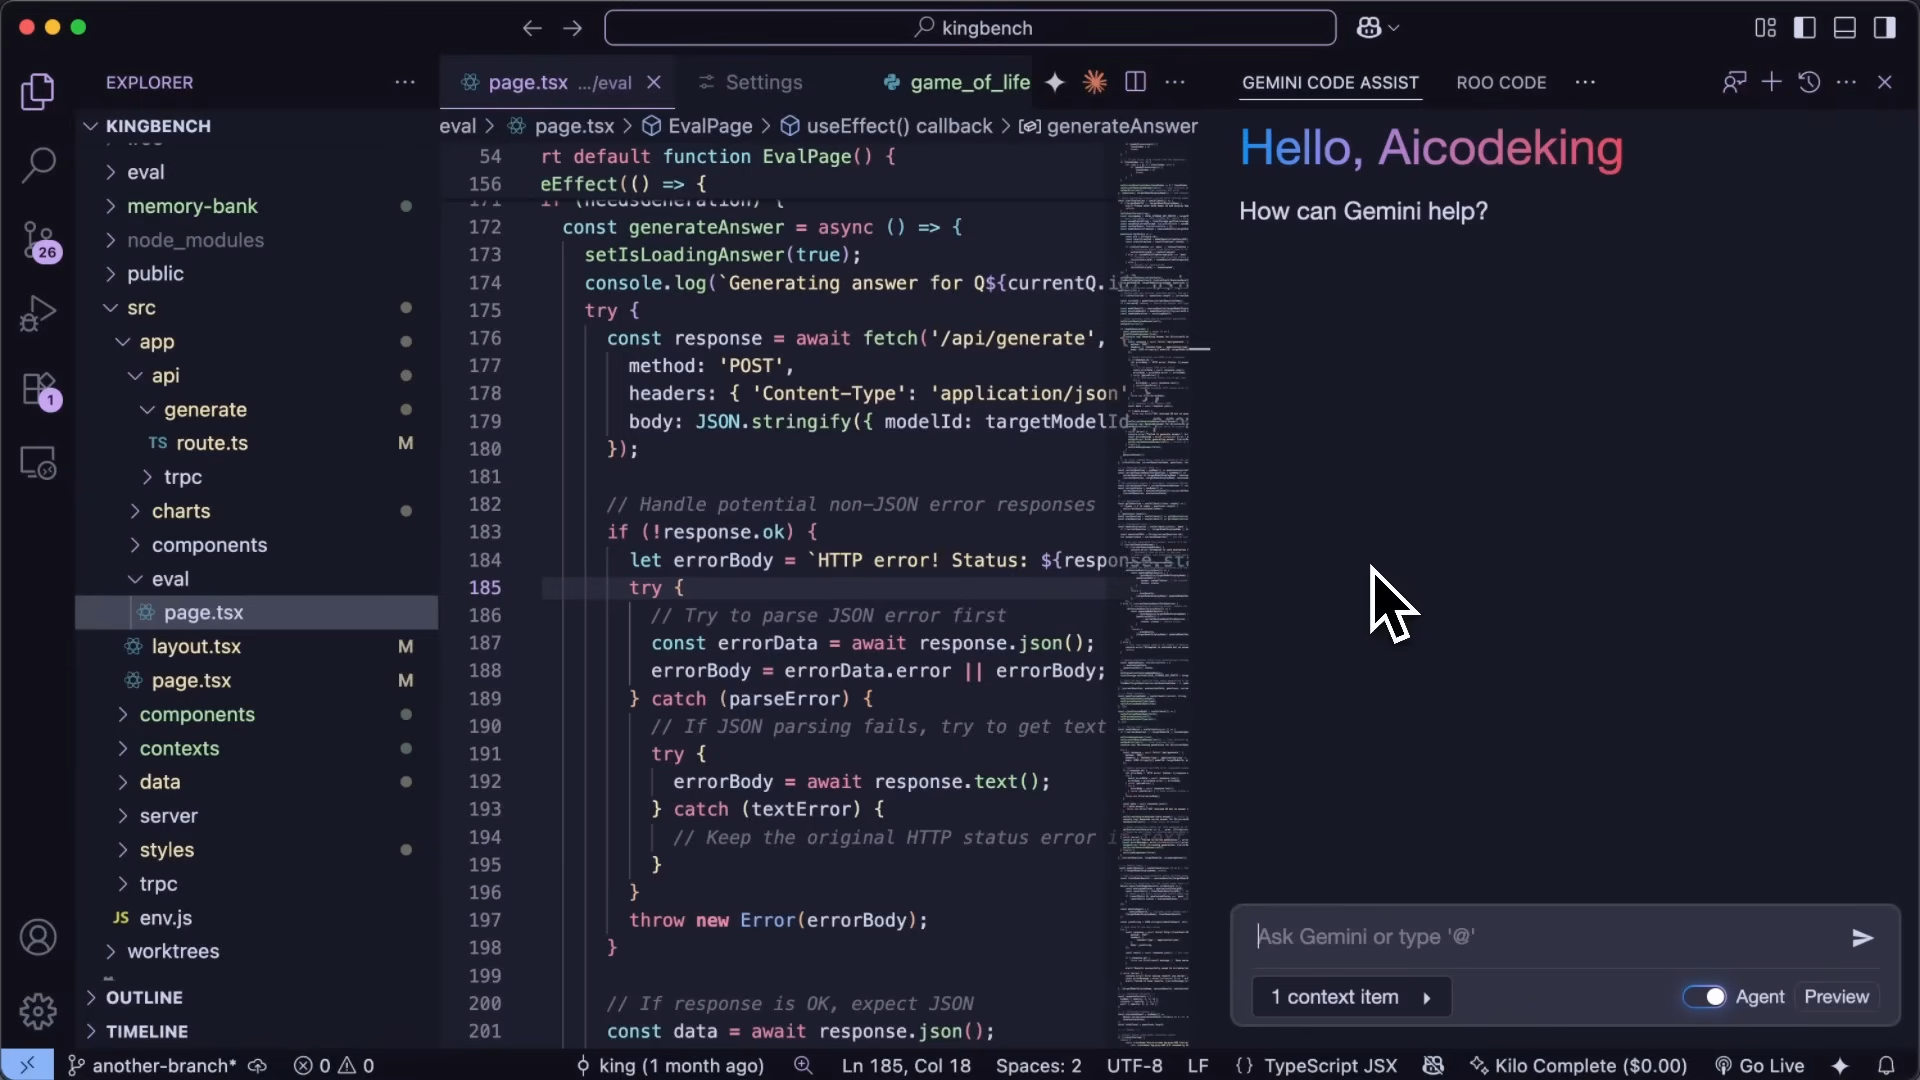 kingbench
EXPLORER
page.tsx .../eval
Settings
game_of_life
GEMINI CODE ASSIST
ROO CODE
KINGBENCH
eval
memory-bank
node_modules
public
src
app
api
generate
TS route.ts M
trpc
charts
components
eval
page.tsx
layout.tsx M
page.tsx M
components
contexts
data
server
styles
trpc
JS env.js
worktrees
OUTLINE
TIMELINE
26
1
eval > page.tsx > EvalPage > useEffect() callback > generateAnswer
54 rt default function EvalPage() {
156 eEffect(() => {
171 if (needsGeneration) {
172 const generateAnswer = async () => {
173 setIsLoadingAnswer(true);
174 console.log(`Generating answer for Q${currentQ.
175 try {
176 const response = await fetch('/api/generate', {
177 method: 'POST',
178 headers: { 'Content-Type': 'application/json' },
179 body: JSON.stringify({ modelId: targetModelId
180 });
181
182 // Handle potential non-JSON error responses
183 if (!response.ok) {
184 let errorBody = `HTTP error! Status: ${response.st
185 try {
186 // Try to parse JSON error first
187 const errorData = await response.json();
188 errorBody = errorData.error || errorBody;
189 } catch (parseError) {
190 // If JSON parsing fails, try to get text
191 try {
192 errorBody = await response.text();
193 } catch (textError) {
194 // Keep the original HTTP status error
195 }
196 }
197 throw new Error(errorBody);
198 }
199
200 // If response is OK, expect JSON
201 const data = await response.json();
Hello, Aicodeking
How can Gemini help?
Ask Gemini or type '@'
1 context item
Agent
Preview
another-branch*
0 0
king (1 month ago)
Ln 185, Col 18
Spaces: 2
UTF-8
LF
{} TypeScript JSX
Kilo Complete ($0.00)
Go Live